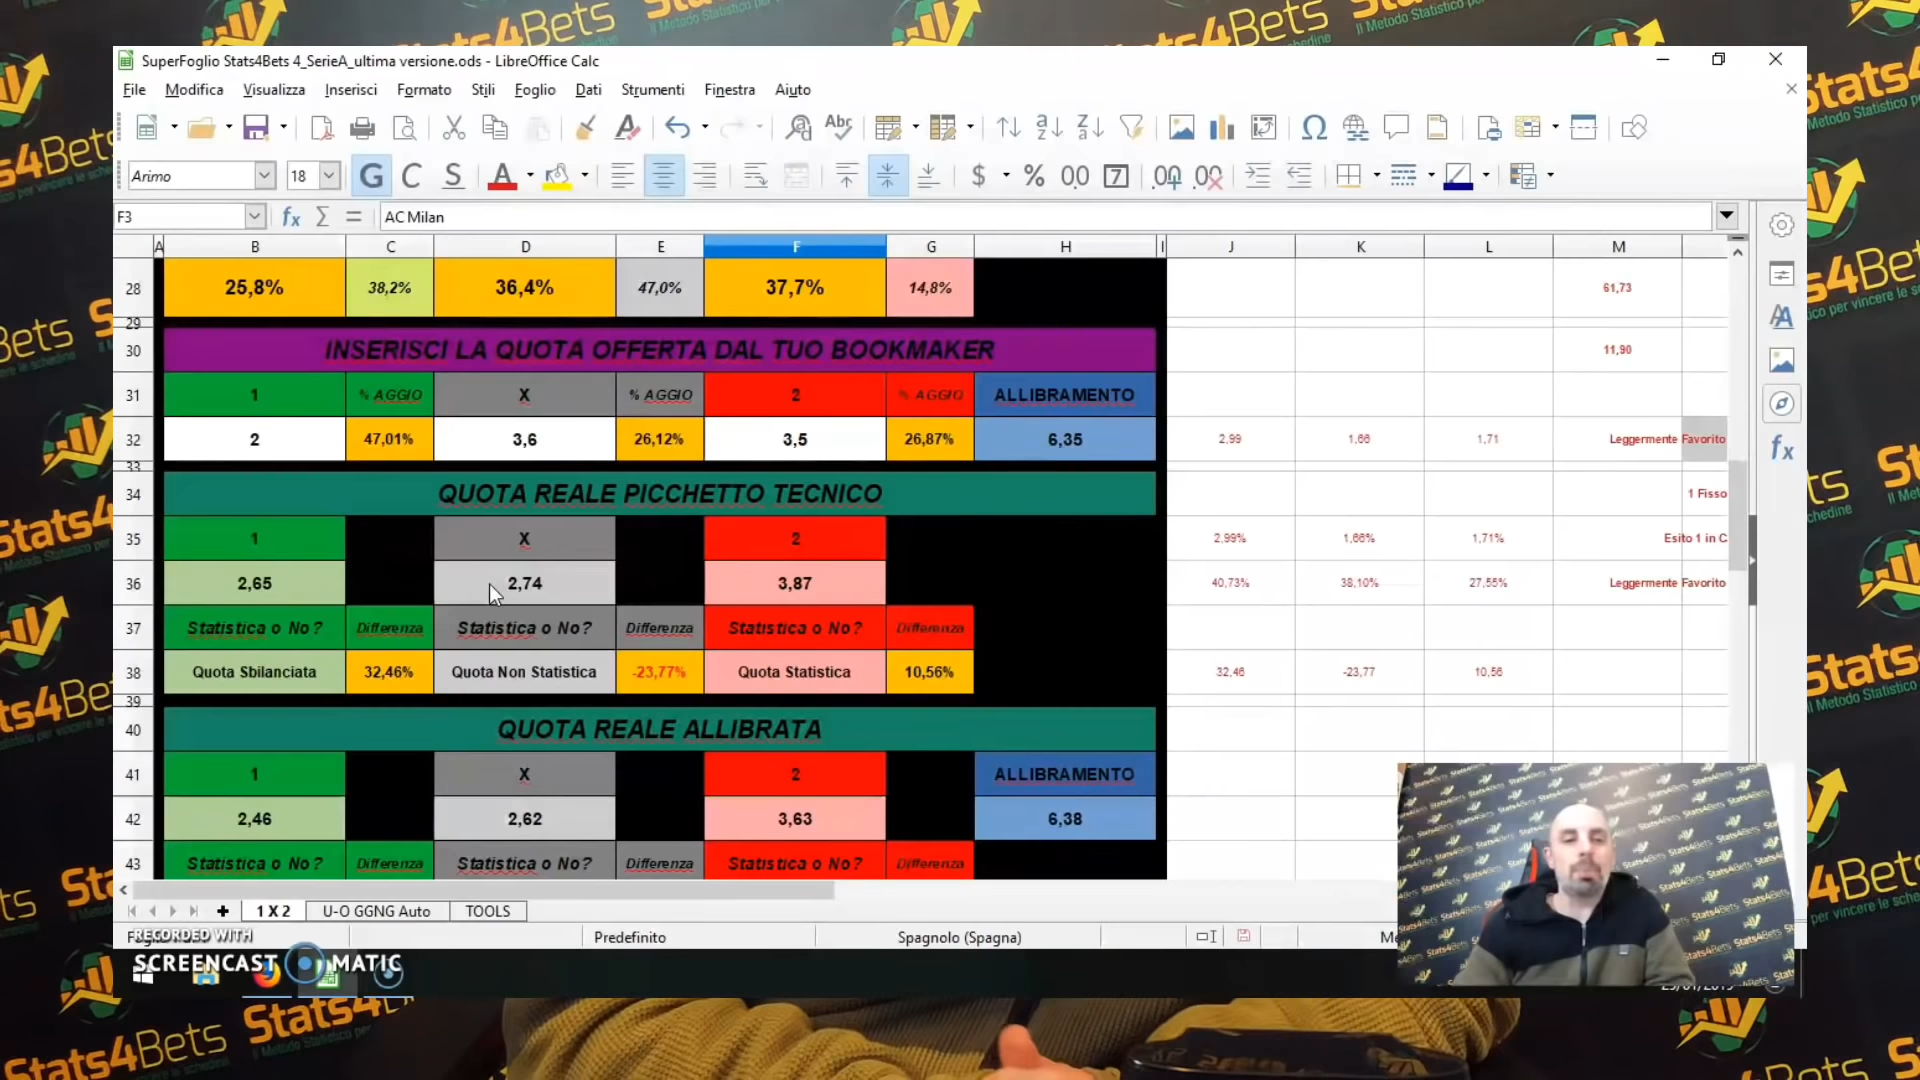 Stats4Bets
Il Metodo Statistico
SuperFoglio Stats4Bets 4_SerieA_ultima versione.ods - LibreOffice Calc
File Modifica Visualizza Inserisci Formato Stili Foglio Dati Strumenti Finestra Aiuto
Arimo 18 G C S
F3 AC Milan
A B C D E F G H I J K L M
28 25,8% 38,2% 36,4% 47,0% 37,7% 14,8% 61,73
29
30 INSERISCI LA QUOTA OFFERTA DAL TUO BOOKMAKER 11,90
31 1 % AGGIO X % AGGIO 2 % AGGIO ALLIBRAMENTO
32 2 47,01% 3,6 26,12% 3,5 26,87% 6,35 2,99 1,66 1,71 Leggermente Favorito
33
34 QUOTA REALE PICCHETTO TECNICO 1 Fisso
35 1 X 2 2,99% 1,66% 1,71% Esito 1 in C
36 2,65 2,74 3,87 40,73% 38,10% 27,55% Leggermente Favorito
37 Statistica o No? Differenza Statistica o No? Differenza Statistica o No? Differenza
38 Quota Sbilanciata 32,46% Quota Non Statistica -23,77% Quota Statistica 10,56% 32,46 -23,77 10,56
39
40 QUOTA REALE ALLIBRATA
41 1 X 2 ALLIBRAMENTO
42 2,46 2,62 3,63 6,38
43 Statistica o No? Differenza Statistica o No? Differenza Statistica o No? Differenza
1 X 2 U-O GGNG Auto TOOLS
Predefinito Spagnolo (Spagna)
RECORDED WITH
SCREENCAST MATIC
Stats4Bets